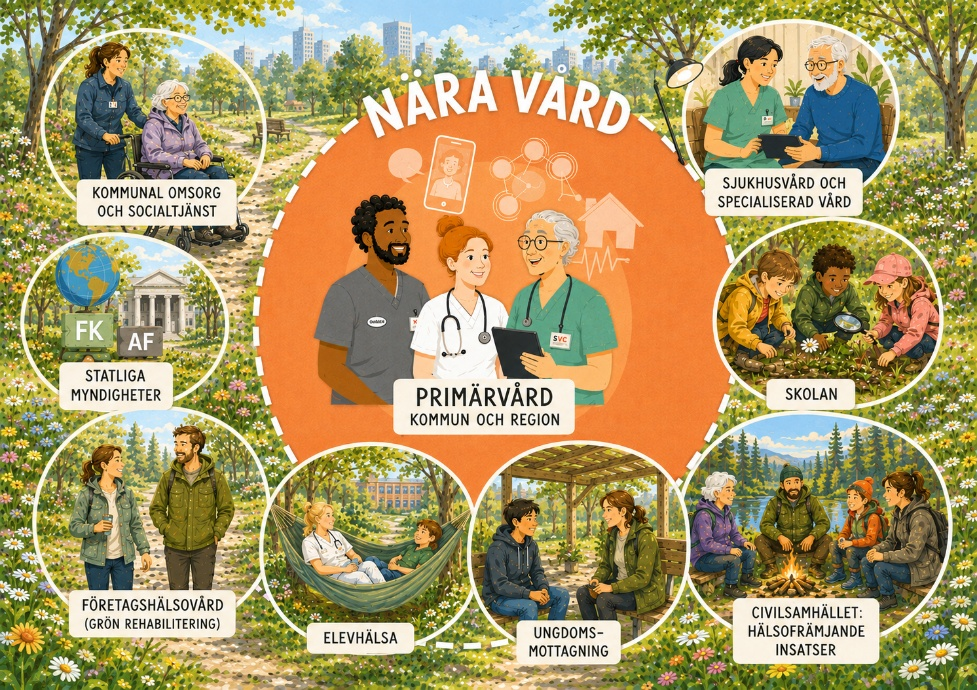 NÄRA VÅRD
KOMMUNAL OMSORG
OCH SOCIALTJÄNST
SJUKHUSVÅRD OCH
SPECIALISERAD VÅRD
FK
AF
STATLIGA
MYNDIGHETER
SVC
PRIMÄRVÅRD
KOMMUN OCH REGION
SKOLAN
FÖRETAGSHÄLSOVÅRD
(GRÖN REHABILITERING)
ELEVHÄLSA
UNGDOMS-
MOTTAGNING
CIVILSAMHÄLLET:
HÄLSOFRÄMJANDE
INSATSER